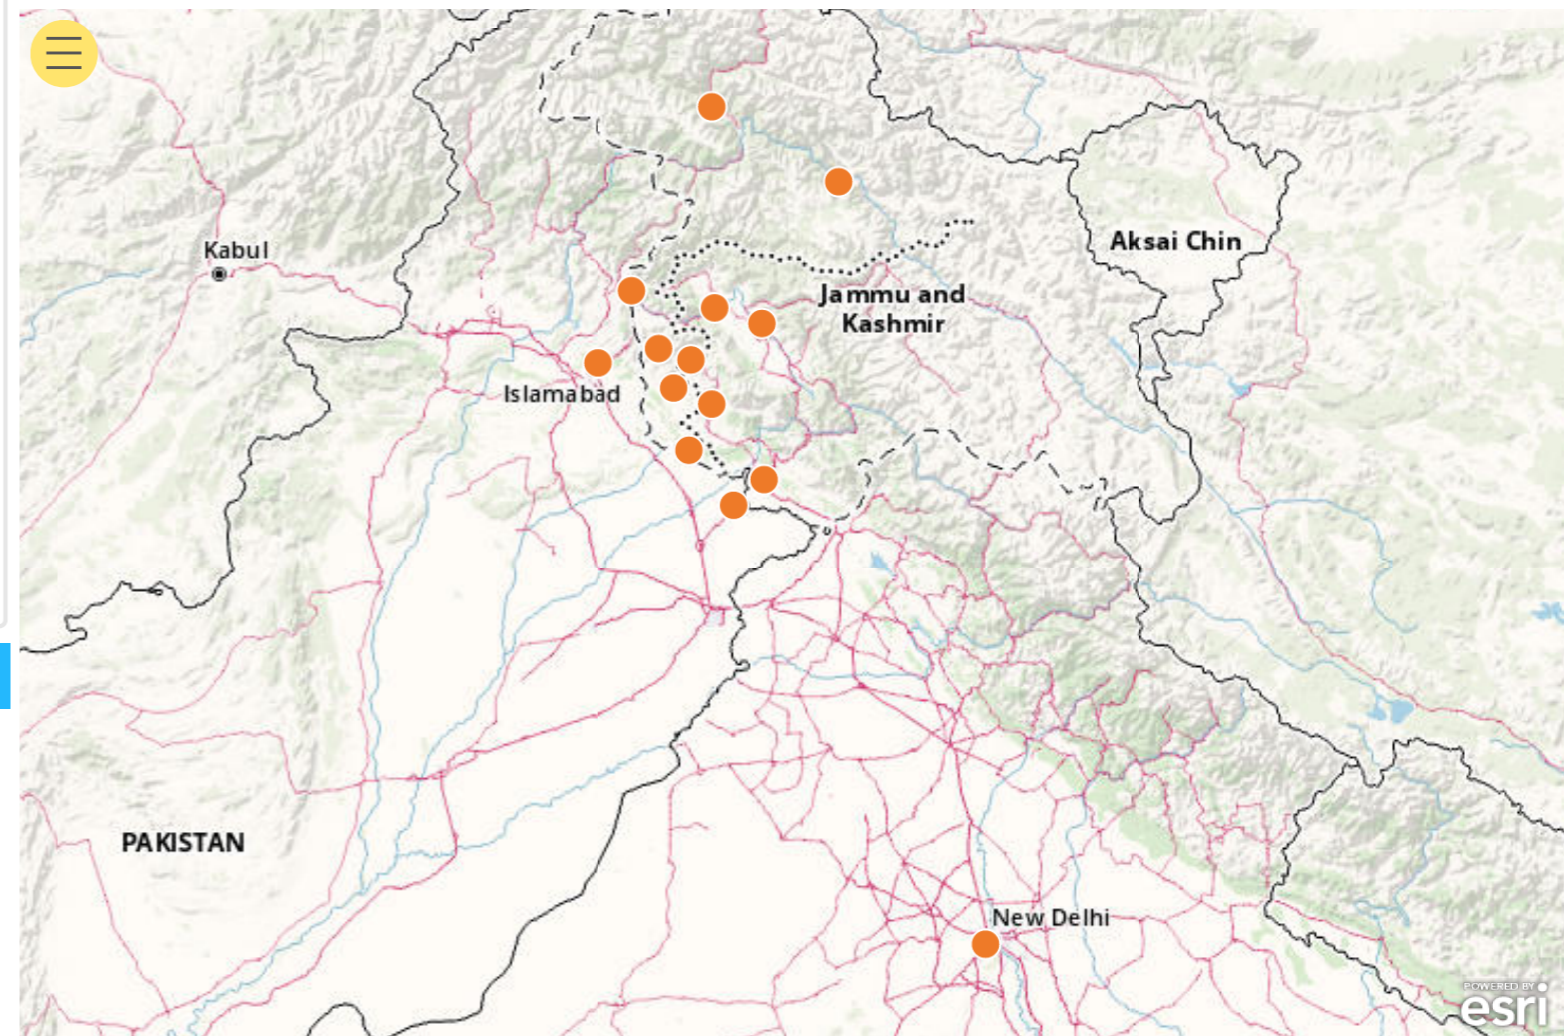 Kabul
Aksai Chin
Jammu and
Kashmir
Islamabad
PAKISTAN
New Delhi
POWERED BY
esri